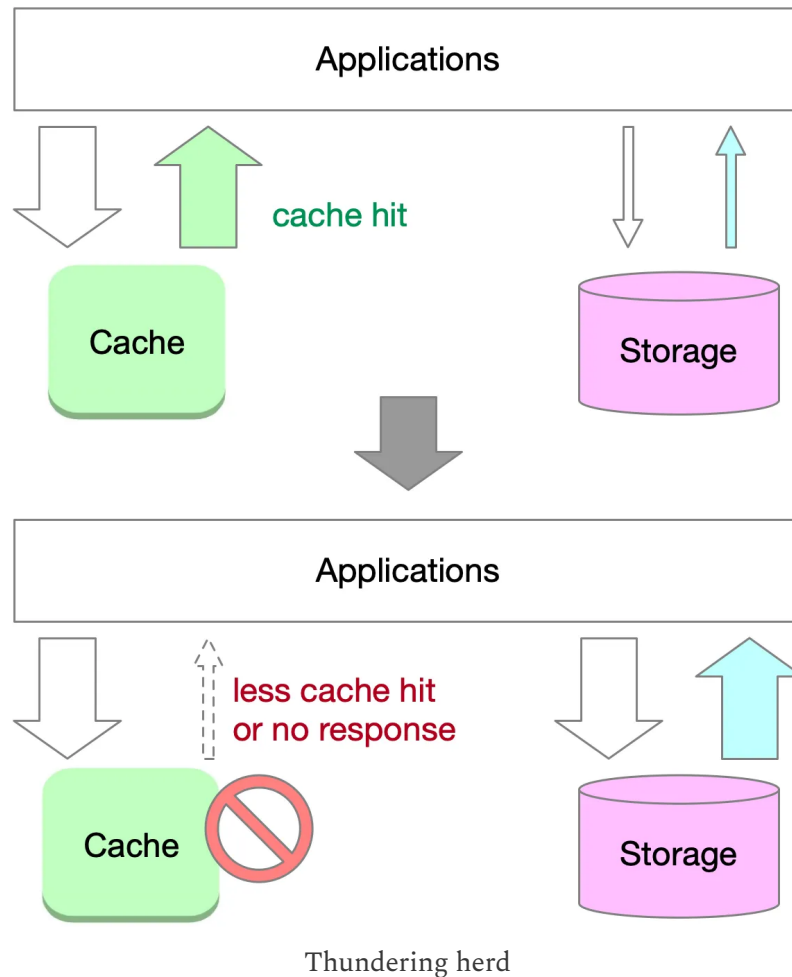 Applications
cache hit
Cache
Storage
Applications
less cache hit
or no response
Cache
Storage
Thundering herd